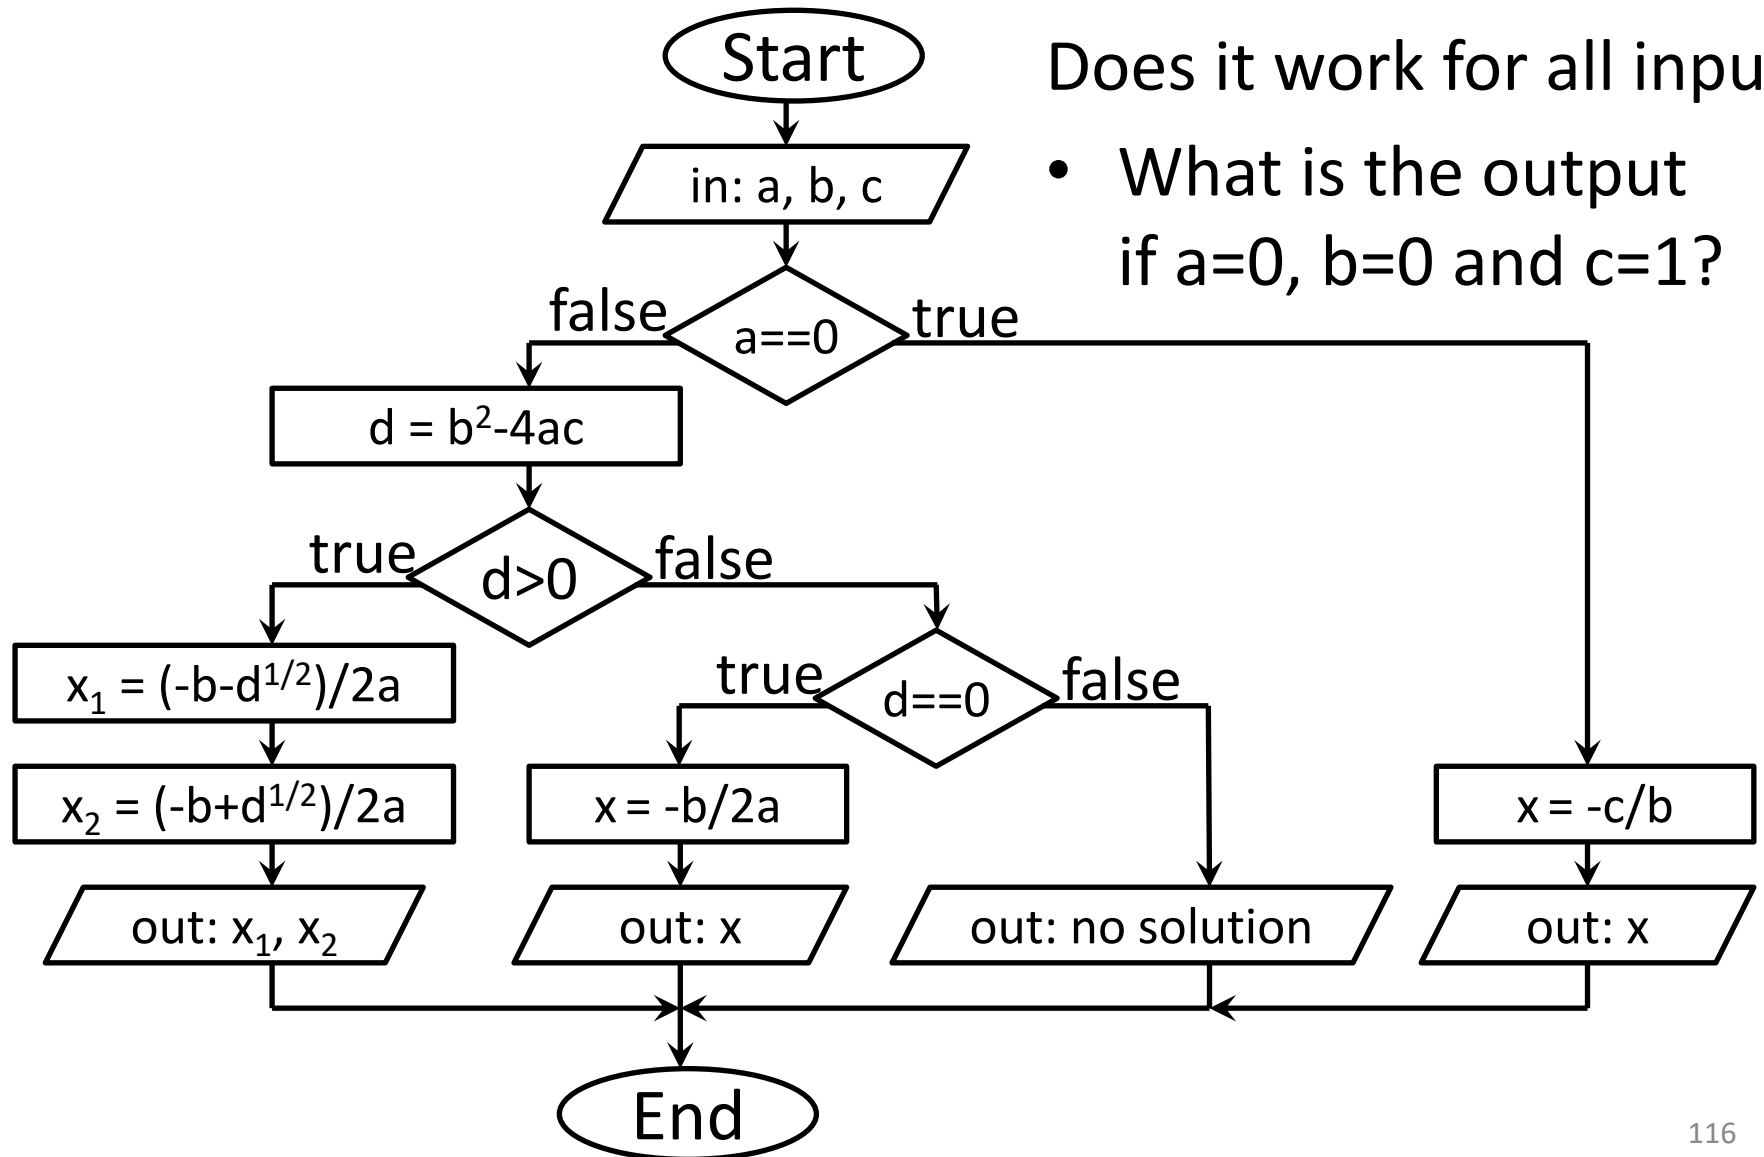 Start
Does it work for all inpu
in: a, b, c
• What is the output
if a=0, b=0 and c=1?
false
a==0
true
d = b²-4ac
true
d>0
false
x₁ = (-b-d¹ᐟ²)/2a
true
d==0
false
x₂ = (-b+d¹ᐟ²)/2a
x = -b/2a
x = -c/b
out: x₁, x₂
out: x
out: no solution
out: x
End
116